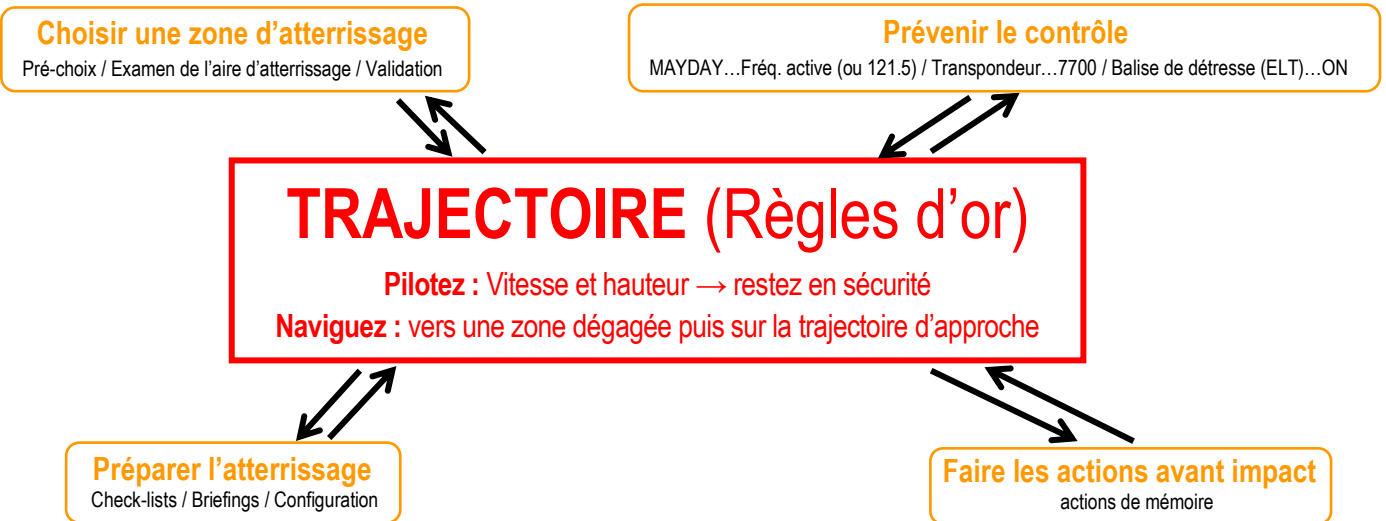 Choisir une zone d’atterrissage
Pré-choix / Examen de l’aire d’atterrissage / Validation
Prévenir le contrôle
MAYDAY…Fréq. active (ou 121.5) / Transpondeur…7700 / Balise de détresse (ELT)…ON
TRAJECTOIRE (Règles d’or)
Pilotez : Vitesse et hauteur → restez en sécurité
Naviguez : vers une zone dégagée puis sur la trajectoire d’approche
Préparer l’atterrissage
Check-lists / Briefings / Configuration
Faire les actions avant impact
actions de mémoire